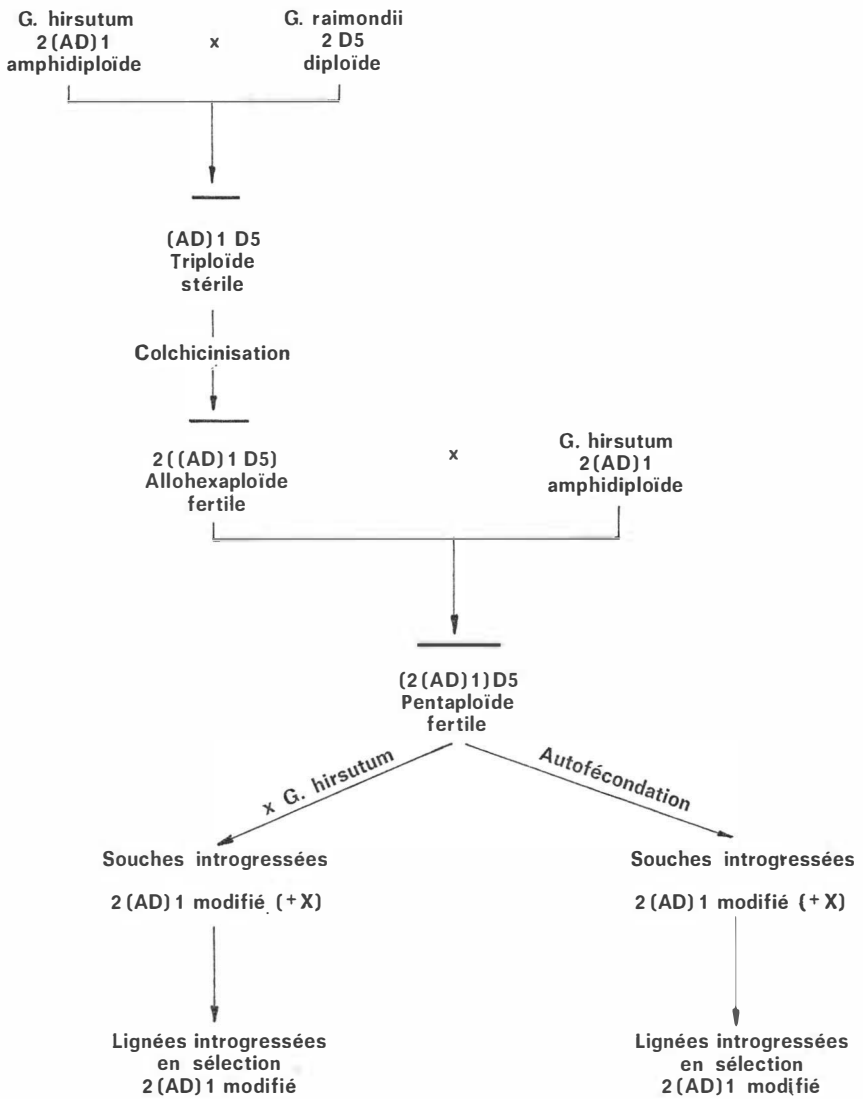 G. hirsutum
2(AD)1
amphidiploïde
x
G. raimondii
2 D5
diploïde
(AD)1 D5
Triploïde
stérile
Colchicinisation
2((AD)1 D5)
Allohexaploïde
fertile
x
G. hirsutum
2(AD)1
amphidiploïde
(2(AD)1)D5
Pentaploïde
fertile
x G. hirsutum
Autofécondation
Souches introgressées
2(AD)1 modifié (+X)
Souches introgressées
2(AD)1 modifié (+X)
Lignées introgressées
en sélection
2(AD)1 modifié
Lignées introgressées
en sélection
2(AD)1 modifié